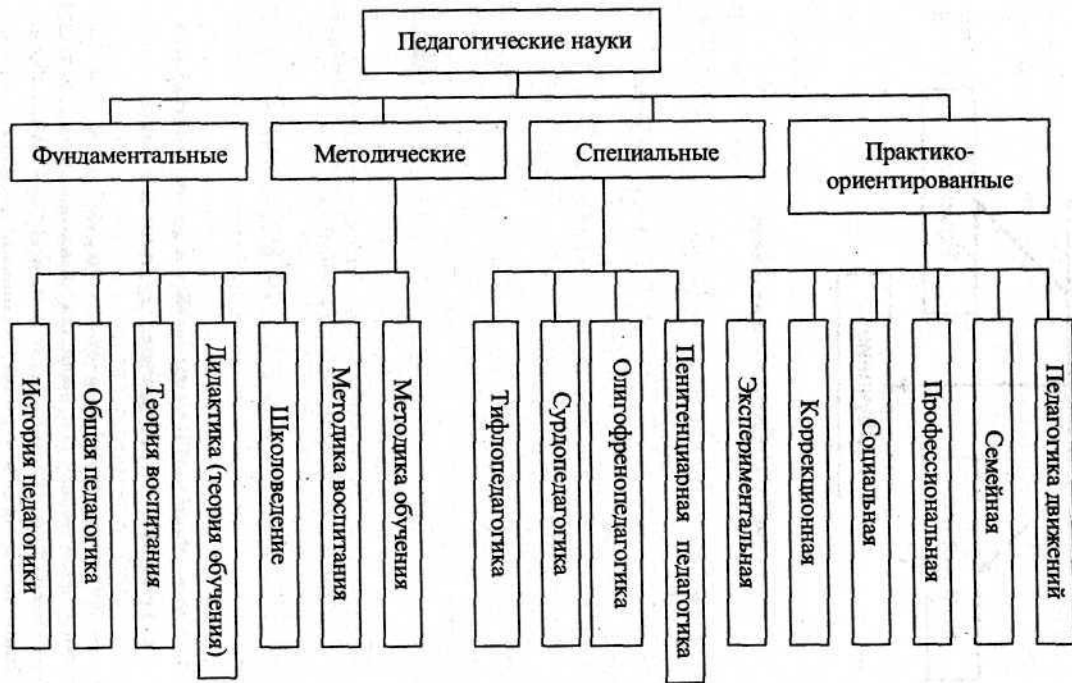 Педагогические науки
Фундаментальные
Методические
Специальные
Практико-
ориентированные
История педагогики
Общая педагогика
Теория воспитания
Дидактика (теория обучения)
Школоведение
Методика воспитания
Методика обучения
Тифлопедагогика
Сурдопедагогика
Олигофренопедагогика
Пенитенциарная педагогика
Экспериментальная
Коррекционная
Социальная
Профессиональная
Семейная
Педагогика движений